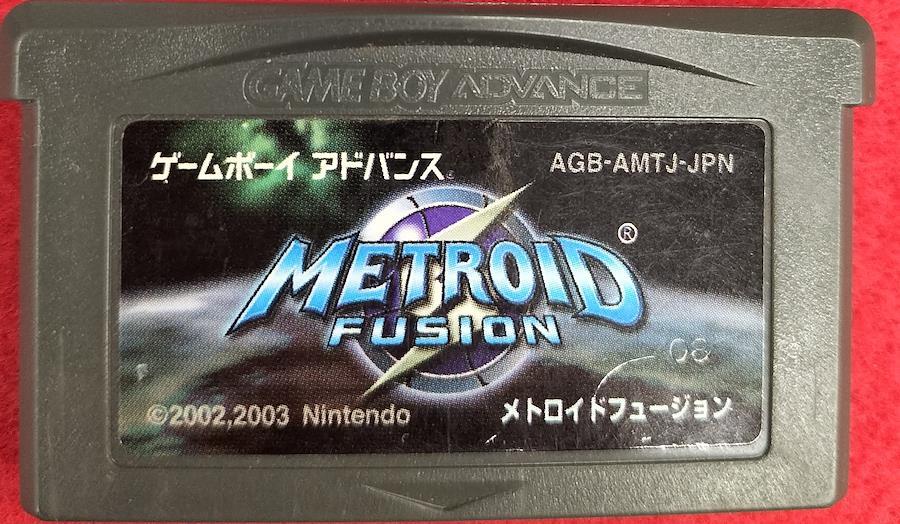 GAME BOY ADVANCE
ゲームボーイ アドバンス
AGB-AMTJ-JPN
METROID®
FUSION
08
©2002,2003 Nintendo
メトロイドフュージョン